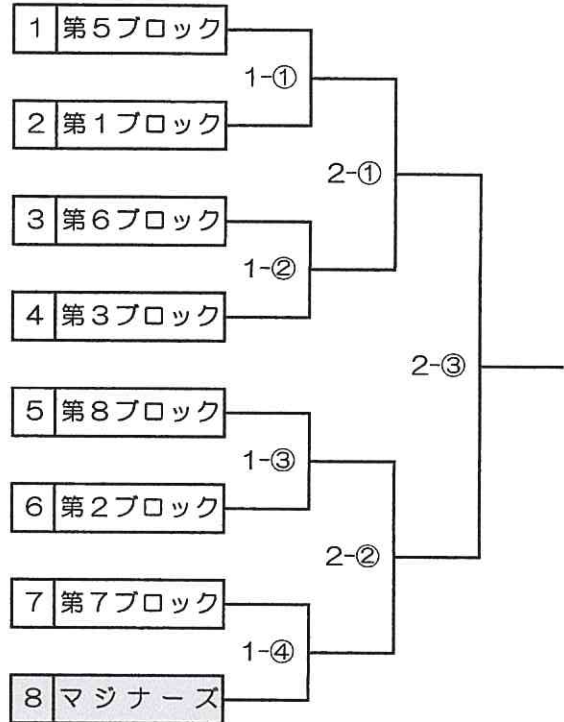 1 第5ブロック
1-①
2 第1ブロック
2-①
3 第6ブロック
1-②
4 第3ブロック
2-③
5 第8ブロック
1-③
6 第2ブロック
2-②
7 第7ブロック
1-④
8 マジナーズ